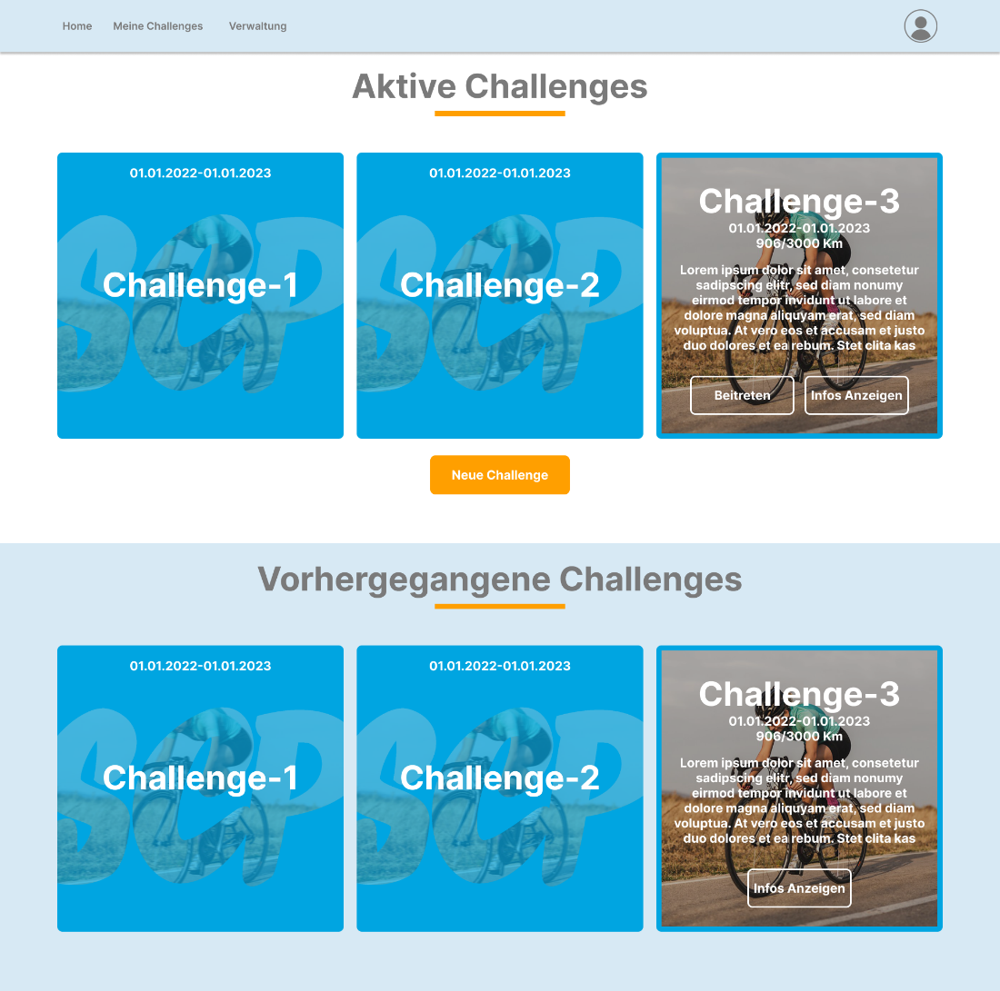 Home Meine Challenges Verwaltung
Aktive Challenges
01.01.2022-01.01.2023
SCP
Challenge-1
01.01.2022-01.01.2023
SCP
Challenge-2
Challenge-3
01.01.2022-01.01.2023
906/3000 Km
Lorem ipsum dolor sit amet, consetetur
sadipscing elitr, sed diam nonumy
eirmod tempor invidunt ut labore et
dolore magna aliquyam erat, sed diam
voluptua. At vero eos et accusam et justo
duo dolores et ea rebum. Stet clita kas
Beitreten Infos Anzeigen
Neue Challenge
Vorhergegangene Challenges
01.01.2022-01.01.2023
SCP
Challenge-1
01.01.2022-01.01.2023
SCP
Challenge-2
Challenge-3
01.01.2022-01.01.2023
906/3000 Km
Lorem ipsum dolor sit amet, consetetur
sadipscing elitr, sed diam nonumy
eirmod tempor invidunt ut labore et
dolore magna aliquyam erat, sed diam
voluptua. At vero eos et accusam et justo
duo dolores et ea rebum. Stet clita kas
Infos Anzeigen